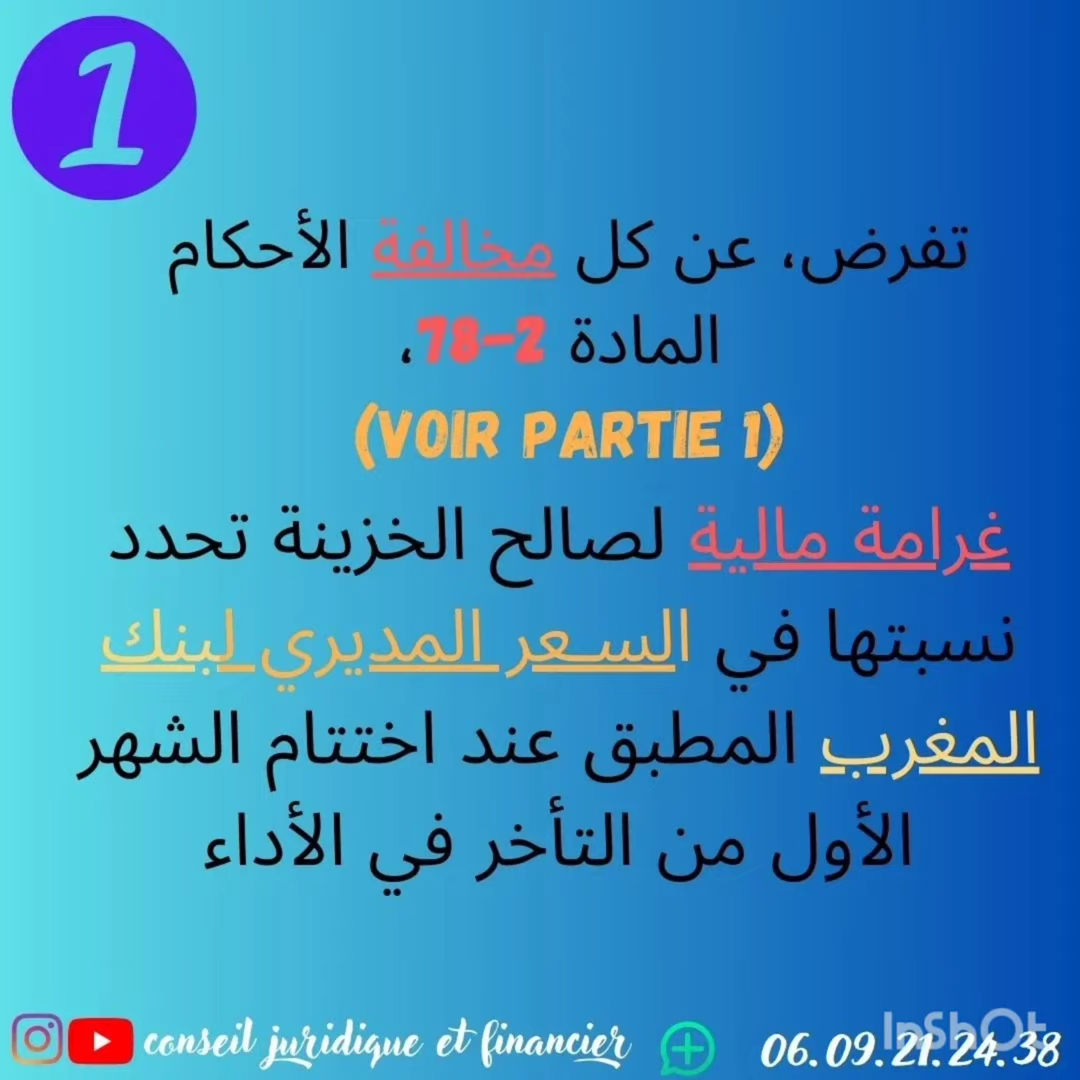 1
تفرض، عن كل مخالفة الأحكام
المادة 2-78،
(VOIR PARTIE 1)
غرامة مالية لصالح الخزينة تحدد
نسبتها في السعر المديري لبنك
المغرب المطبق عند اختتام الشهر
الأول من التأخر في الأداء
conseil juridique et financier 06.09.21.24.38
InShOt